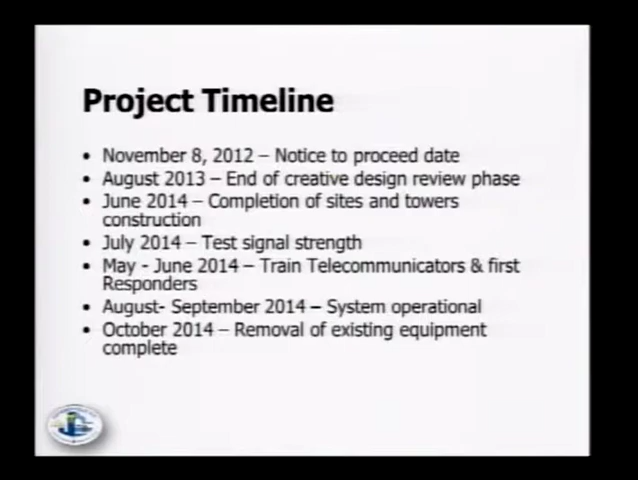 Project Timeline
• November 8, 2012 – Notice to proceed date
• August 2013 – End of creative design review phase
• June 2014 – Completion of sites and towers
construction
• July 2014 – Test signal strength
• May - June 2014 – Train Telecommunicators & first
Responders
• August- September 2014 – System operational
• October 2014 – Removal of existing equipment
complete